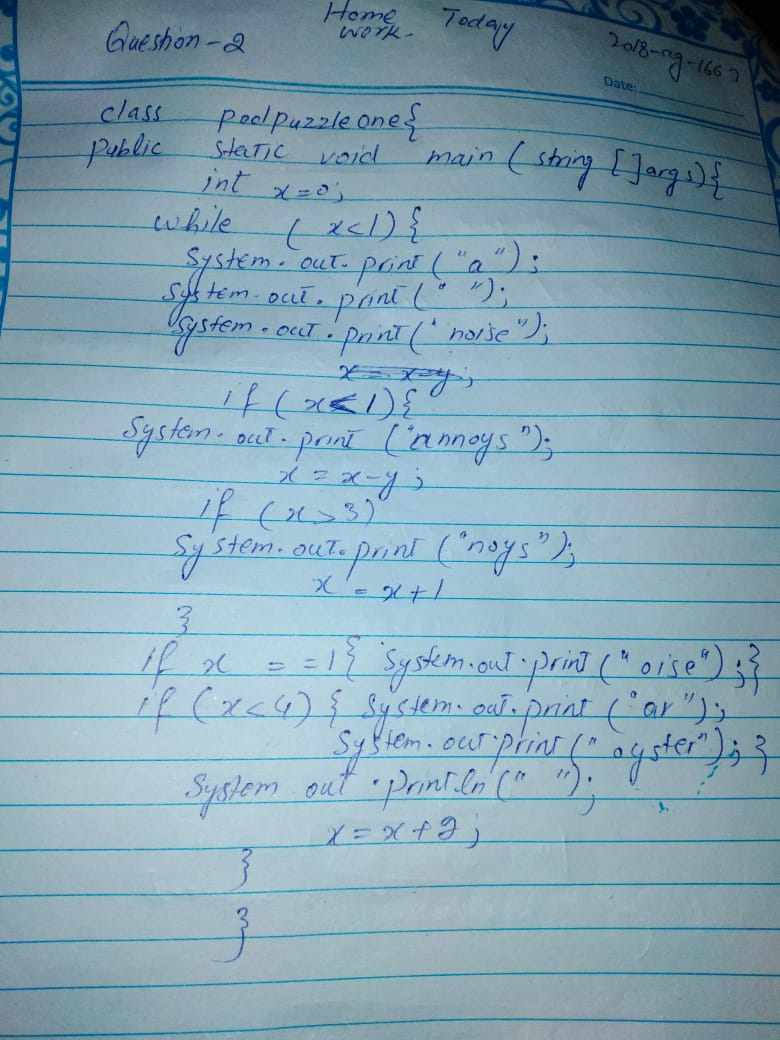 Question-2
Home work-
Today
2018-ag-166
Date:
class poolpuzzleone{
public static void main ( string []args){
int x=0;
while ( x<1) {
System. out. print ( "a" );
System. out. print ( " " );
System. out. print ( " noise");
if ( x<1) {
System. out. print ("annoys");
x = x-y;
if (x>3)
System. out. print ("noys");
x = x+1
}
if x ==1{ System.out.print (" oise") ;}
if (x<4) { System. out. print ( "ar");
System. out print (" oyster"); }
System out . println (" ");
x = x+2;
}
}